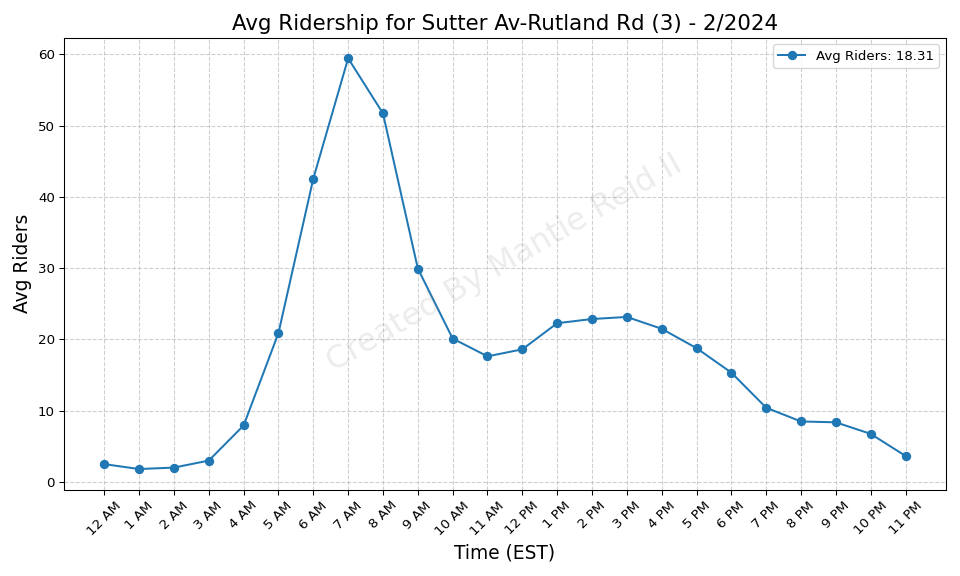 Avg Ridership for Sutter Av-Rutland Rd (3) - 2/2024
Avg Riders: 18.31
Avg Riders
60
50
40
30
20
10
0
Created By Mantie Reid II
12 AM
1 AM
2 AM
3 AM
4 AM
5 AM
6 AM
7 AM
8 AM
9 AM
10 AM
11 AM
12 PM
1 PM
2 PM
3 PM
4 PM
5 PM
6 PM
7 PM
8 PM
9 PM
10 PM
11 PM
Time (EST)